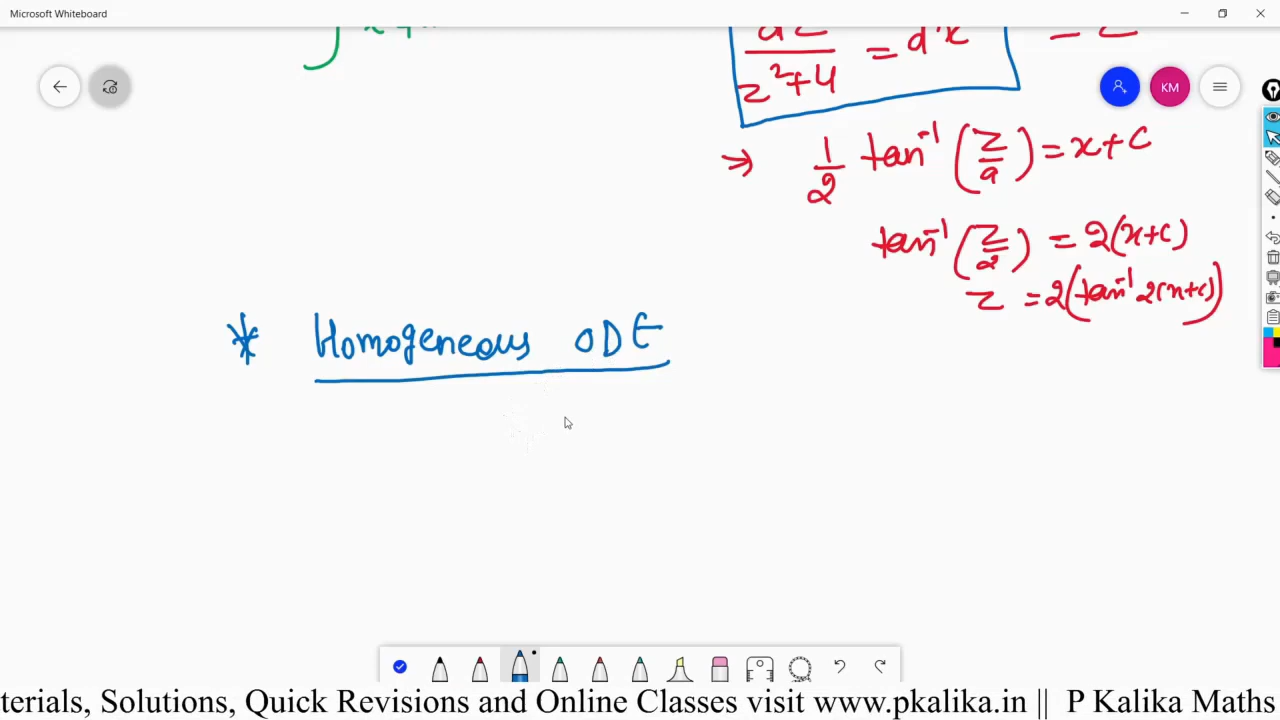 Microsoft Whiteboard
dz/(z²+4) = dx
= z
KM
→ 1/2 tan⁻¹(z/a) = x+c
tan⁻¹(z/2) = 2(x+c)
z = 2(tan⁻¹ 2(x+c))
* Homogeneous ODE
terials, Solutions, Quick Revisions and Online Classes visit www.pkalika.in || P Kalika Maths